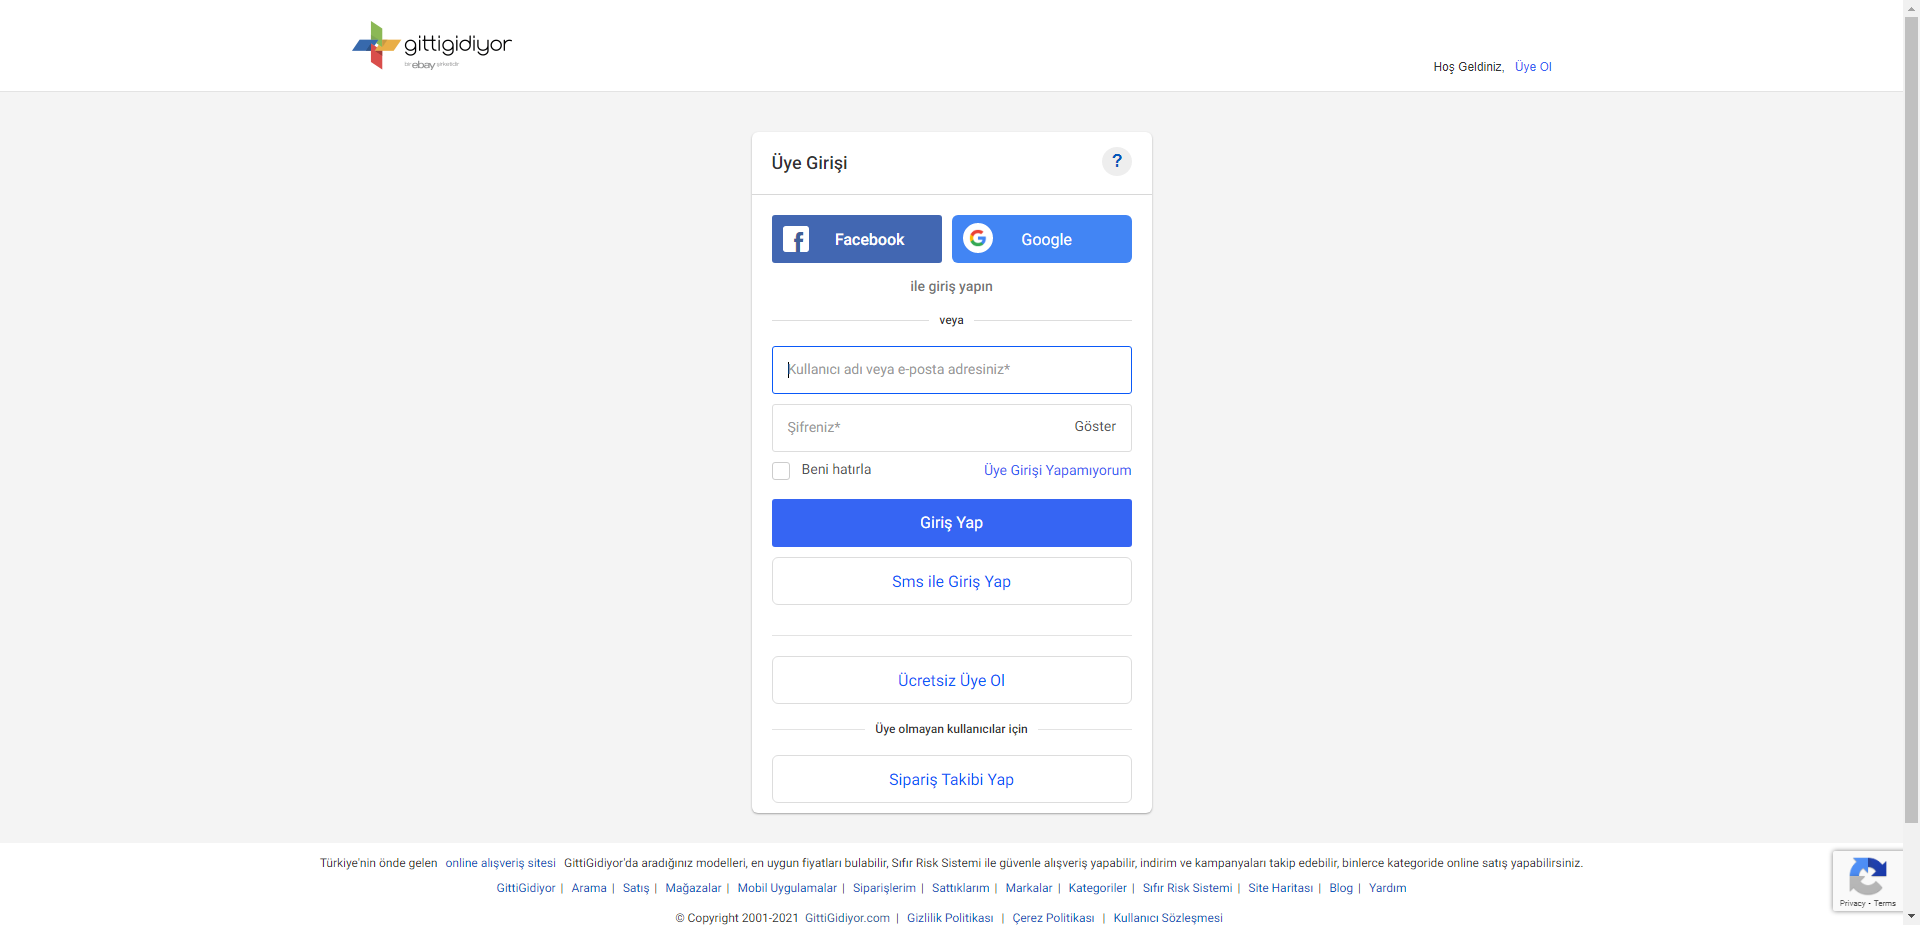 gittigidiyor
bir ebay şirketidir
Hoş Geldiniz, Üye Ol
Üye Girişi ?
Facebook Google
ile giriş yapın
veya
Kullanıcı adı veya e-posta adresiniz*
Şifreniz* Göster
Beni hatırla Üye Girişi Yapamıyorum
Giriş Yap
Sms ile Giriş Yap
Ücretsiz Üye Ol
Üye olmayan kullanıcılar için
Sipariş Takibi Yap
Türkiye'nin önde gelen online alışveriş sitesi GittiGidiyor'da aradığınız modelleri, en uygun fiyatları bulabilir, Sıfır Risk Sistemi ile güvenle alışveriş yapabilir, indirim ve kampanyaları takip edebilir, binlerce kategoride online satış yapabilirsiniz.
GittiGidiyor | Arama | Satış | Mağazalar | Mobil Uygulamalar | Siparişlerim | Sattıklarım | Markalar | Kategoriler | Sıfır Risk Sistemi | Site Haritası | Blog | Yardım
© Copyright 2001-2021 GittiGidiyor.com | Gizlilik Politikası | Çerez Politikası | Kullanıcı Sözleşmesi
Privacy - Terms